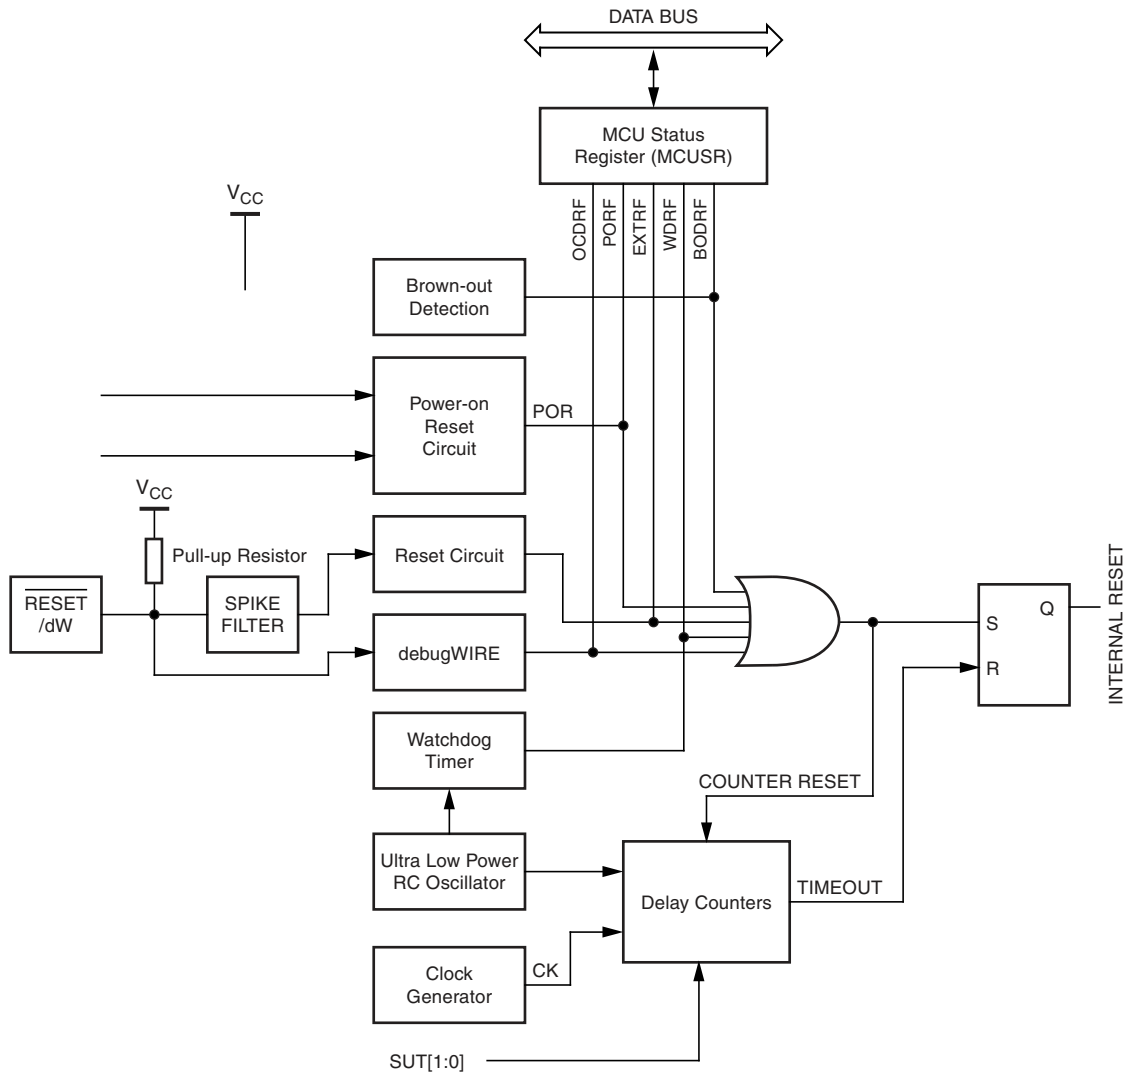 DATA BUS
MCU Status
Register (MCUSR)
VCC
OCDRF
PORF
EXTRF
WDRF
BODRF
Brown-out
Detection
Power-on
Reset
Circuit
POR
VCC
Pull-up Resistor
Reset Circuit
RESET
/dW
SPIKE
FILTER
debugWIRE
S
R
Q
INTERNAL RESET
Watchdog
Timer
COUNTER RESET
Ultra Low Power
RC Oscillator
Delay Counters
TIMEOUT
Clock
Generator
CK
SUT[1:0]